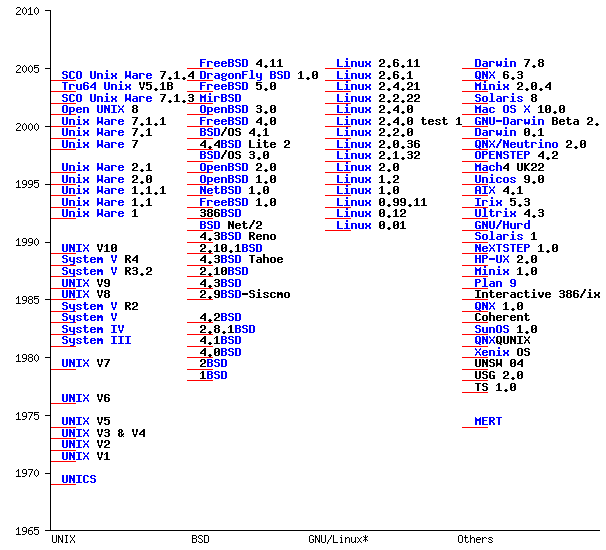 2010
2005
2000
1995
1990
1985
1980
1975
1970
1965
SCO Unix Ware 7.1.4
Tru64 Unix V5.1B
SCO Unix Ware 7.1.3
Open UNIX 8
Unix Ware 7.1.1
Unix Ware 7.1
Unix Ware 7
Unix Ware 2.1
Unix Ware 2.0
Unix Ware 1.1.1
Unix Ware 1.1
Unix Ware 1
UNIX V10
System V R4
System V R3.2
UNIX V9
UNIX V8
System V R2
System V
System IV
System III
UNIX V7
UNIX V6
UNIX V5
UNIX V3 & V4
UNIX V2
UNIX V1
UNICS
UNIX
FreeBSD 4.11
DragonFly BSD 1.0
FreeBSD 5.0
MirBSD
OpenBSD 3.0
FreeBSD 4.0
BSD/OS 4.1
4.4BSD Lite 2
BSD/OS 3.0
OpenBSD 2.0
OpenBSD 1.0
NetBSD 1.0
FreeBSD 1.0
386BSD
BSD Net/2
4.3BSD Reno
2.10.1BSD
4.3BSD Tahoe
2.10BSD
4.3BSD
2.9BSD-Siscmo
4.2BSD
2.8.1BSD
4.1BSD
4.0BSD
2BSD
1BSD
BSD
Linux 2.6.11
Linux 2.6.1
Linux 2.4.21
Linux 2.2.22
Linux 2.4.0
Linux 2.4.0 test 1
Linux 2.2.0
Linux 2.0.36
Linux 2.1.32
Linux 2.0
Linux 1.2
Linux 1.0
Linux 0.99.11
Linux 0.12
Linux 0.01
GNU/Linux*
Darwin 7.8
QNX 6.3
Minix 2.0.4
Solaris 8
Mac OS X 10.0
GNU-Darwin Beta 2.
Darwin 0.1
QNX/Neutrino 2.0
OPENSTEP 4.2
Mach4 UK22
Unicos 9.0
AIX 4.1
Irix 5.3
Ultrix 4.3
GNU/Hurd
Solaris 1
NeXTSTEP 1.0
HP-UX 2.0
Minix 1.0
Plan 9
Interactive 386/ix
QNX 1.0
Coherent
SunOS 1.0
QNXQUNIX
Xenix OS
UNSW 04
USG 2.0
TS 1.0
MERT
Others